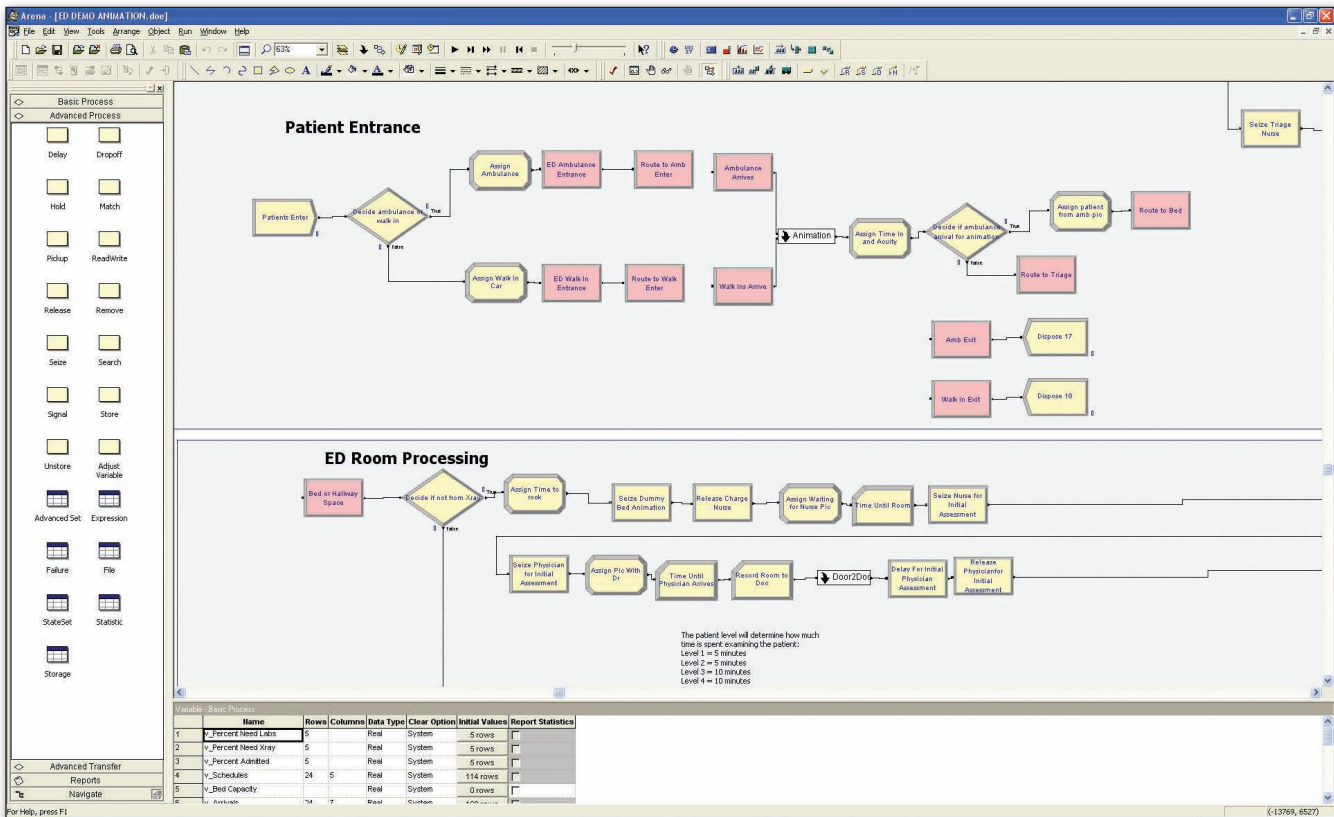 Arena - [ED DEMO ANIMATION.doe]
File Edit View Tools Arrange Object Run Window Help
63%
Basic Process
Advanced Process
Delay Dropoff
Hold Match
Pickup ReadWrite
Release Remove
Seize Search
Signal Store
Unstore Adjust
Variable
Advanced Set Expression
Failure File
StateSet Statistic
Storage
Advanced Transfer
Reports
Navigate
Patient Entrance
Patients Enter
Decide ambulance or
walk in
True
False
Assign
Ambulance
ED Ambulance
Entrance
Route to Amb
Enter
Ambulance
Arrives
Assign Walk In
Car
ED Walk In
Entrance
Route to Walk
Enter
Walk Ins Arrive
Animation
Assign Time In
and Acuity
Decide if ambulance
arrival for animation
True
False
Assign patient
from amb pic
Route to Bed
Route to Triage
Seize Triage
Nurse
Amb Exit
Dispose 17
Walk in Exit
Dispose 18
ED Room Processing
Bed or Hallway
Space
Decide if not from Xray
True
False
Assign Time to
rook
Seize Dummy
Bed Animation
Release Charge
Nurse
Assign Waiting
for Nurse Pic
Time Until Room
Seize Nurse for
Initial
Assessment
Seize Physician
for Initial
Assessment
Assign Pic With
Dr
Time Until
Physician Arrives
Record Room to
Doc
Door2Doc
Delay For Initial
Physician
Assessment
Release
Physicianfor
Initial
Assessment
The patient level will determine how much
time is spent examining the patient:
Level 1 = 5 minutes
Level 2 = 5 minutes
Level 3 = 10 minutes
Level 4 = 10 minutes
Variable - Basic Process
Name Rows Columns Data Type Clear Option Initial Values Report Statistics
1 v_Percent Need Labs 5 Real System 5 rows
2 v_Percent Need Xray 5 Real System 5 rows
3 v_Percent Admitted 5 Real System 5 rows
4 v_Schedules 24 5 Real System 114 rows
5 v_Bed Capacity Real System 0 rows
6 v_Arrivals 24 7 Real System
For Help, press F1
(-13769, 6527)